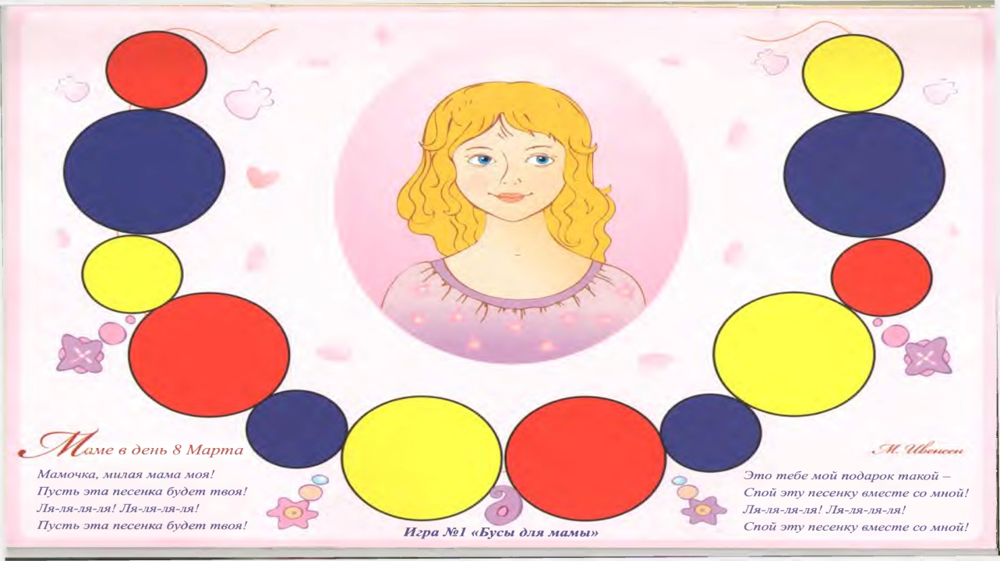 Маме в день 8 Марта
Мамочка, милая мама моя!
Пусть эта песенка будет твоя!
Ля-ля-ля-ля! Ля-ля-ля-ля!
Пусть эта песенка будет твоя!
Игра №1 «Бусы для мамы»
М. Ивенсен
Это тебе мой подарок такой –
Спой эту песенку вместе со мной!
Ля-ля-ля-ля! Ля-ля-ля-ля!
Спой эту песенку вместе со мной!